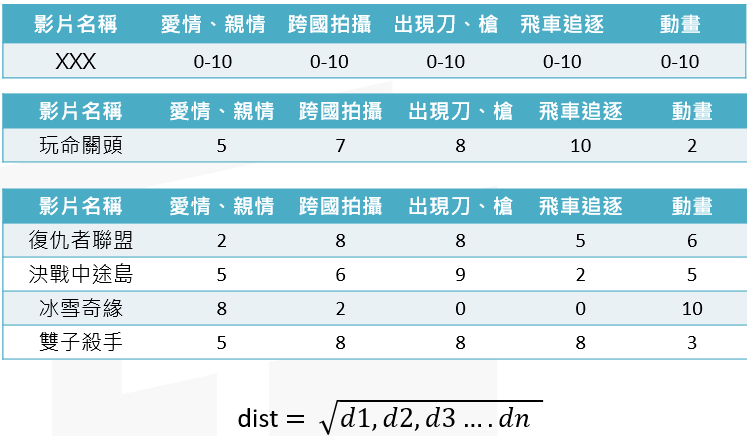 影片名稱 愛情、親情 跨國拍攝 出現刀、槍 飛車追逐 動畫
XXX 0-10 0-10 0-10 0-10 0-10
影片名稱 愛情、親情 跨國拍攝 出現刀、槍 飛車追逐 動畫
玩命關頭 5 7 8 10 2
影片名稱 愛情、親情 跨國拍攝 出現刀、槍 飛車追逐 動畫
復仇者聯盟 2 8 8 5 6
決戰中途島 5 6 9 2 5
冰雪奇緣 8 2 0 0 10
雙子殺手 5 8 8 8 3
dist = √d1, d2, d3 … . dn